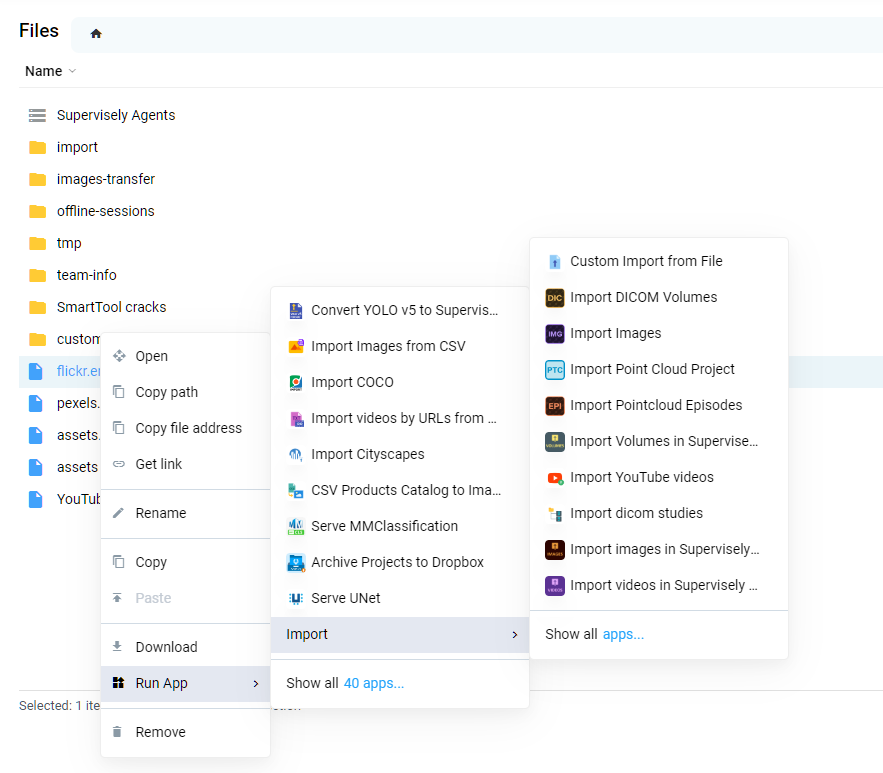 Files
Name
Supervisely Agents
import
images-transfer
offline-sessions
tmp
team-info
SmartTool cracks
custom
flickr.en
pexels.
assets.
assets
YouTub
Selected: 1 ite
Open
Copy path
Copy file address
Get link
Rename
Copy
Paste
Download
Run App
Remove
Convert YOLO v5 to Supervis...
Import Images from CSV
Import COCO
Import videos by URLs from ...
Import Cityscapes
CSV Products Catalog to Ima...
Serve MMClassification
Archive Projects to Dropbox
Serve UNet
Import
Show all 40 apps...
Custom Import from File
DIC Import DICOM Volumes
IMG Import Images
PTC Import Point Cloud Project
EPI Import Pointcloud Episodes
Import Volumes in Supervise...
Import YouTube videos
Import dicom studies
Import images in Supervisely...
Import videos in Supervisely ...
Show all apps...